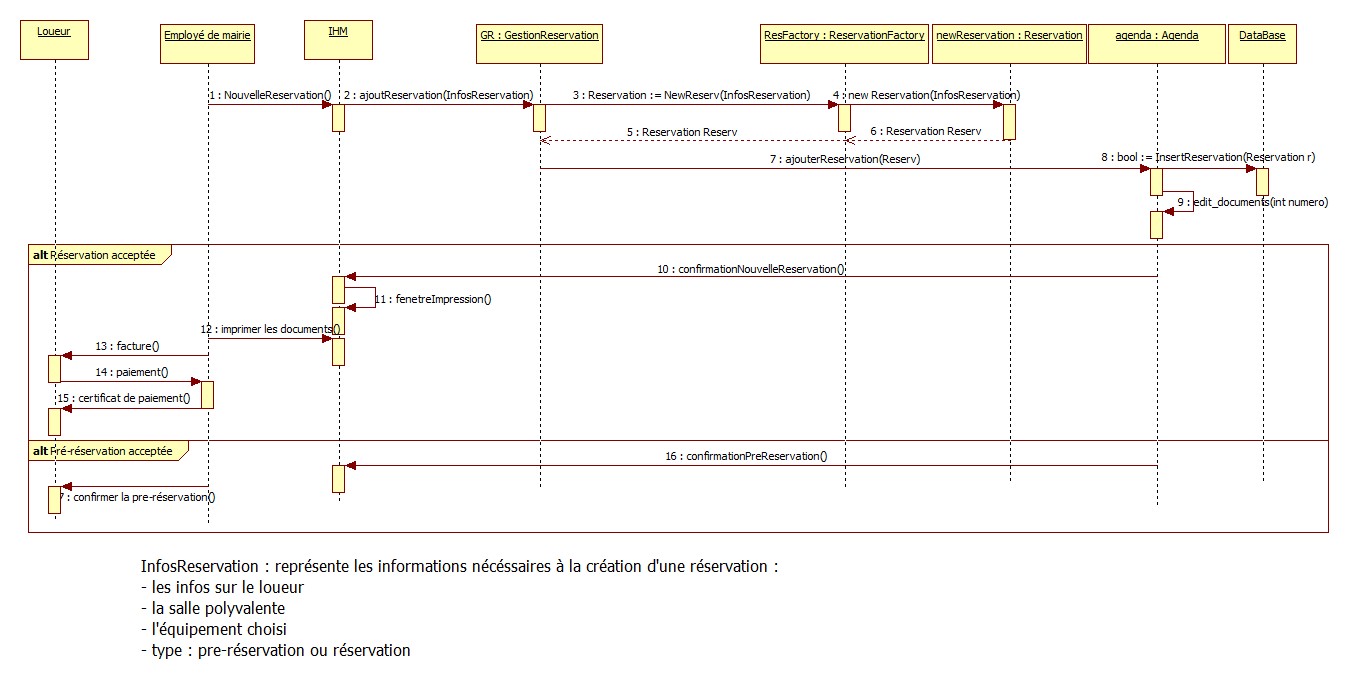 Loueur
Employé de mairie
IHM
GR : GestionReservation
ResFactory : ReservationFactory
newReservation : Reservation
agenda : Agenda
DataBase
1 : NouvelleReservation()
2 : ajoutReservation(InfosReservation)
3 : Reservation := NewReserv(InfosReservation)
4 : new Reservation(InfosReservation)
5 : Reservation Reserv
6 : Reservation Reserv
7 : ajouterReservation(Reserv)
8 : bool := InsertReservation(Reservation r)
9 : edit_documents(int numero)
alt Réservation acceptée
10 : confirmationNouvelleReservation()
11 : fenetreImpression()
12 : imprimer les documents()
13 : facture()
14 : paiement()
15 : certificat de paiement()
alt Pré-réservation acceptée
16 : confirmationPreReservation()
7 : confirmer la pre-réservation()
InfosReservation : représente les informations nécéssaires à la création d'une réservation :
- les infos sur le loueur
- la salle polyvalente
- l'équipement choisi
- type : pre-réservation ou réservation